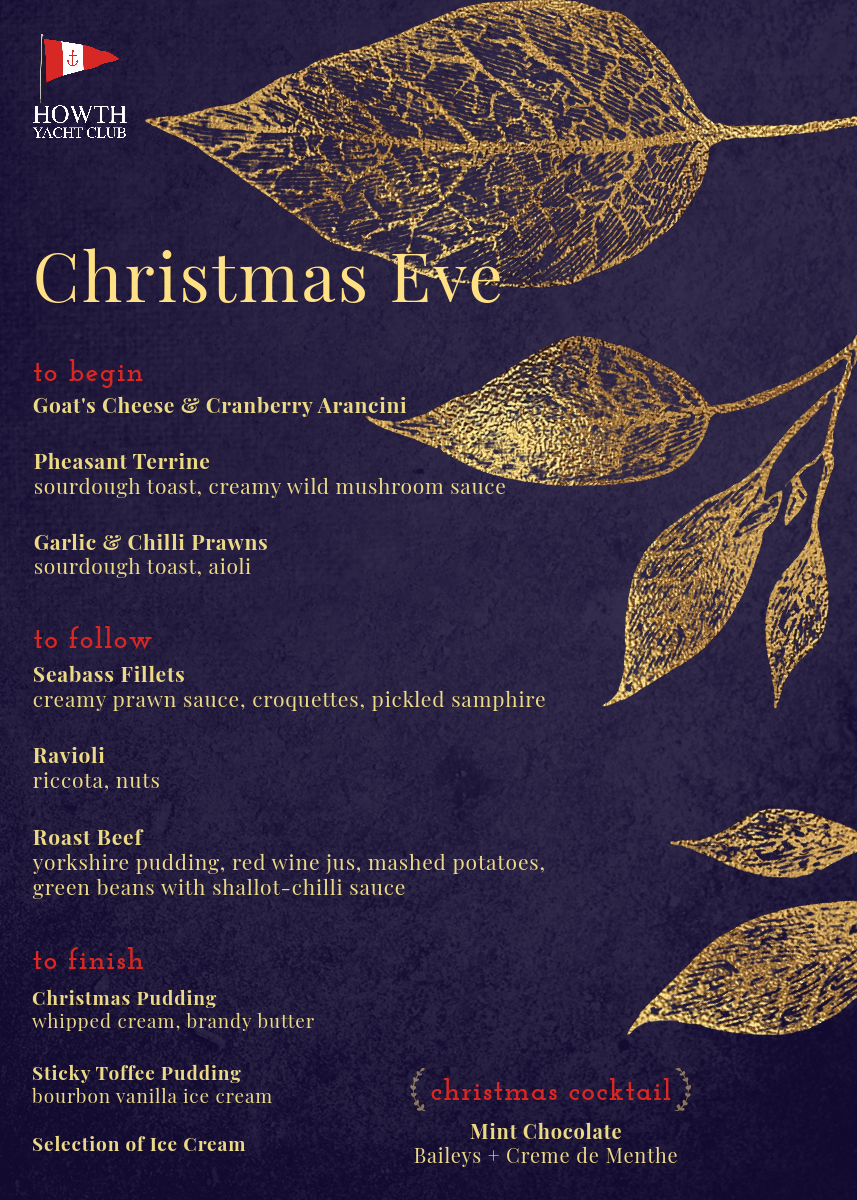 HOWTH
YACHT CLUB
Christmas Eve
to begin
Goat's Cheese & Cranberry Arancini
Pheasant Terrine
sourdough toast, creamy wild mushroom sauce
Garlic & Chilli Prawns
sourdough toast, aioli
to follow
Seabass Fillets
creamy prawn sauce, croquettes, pickled samphire
Ravioli
riccota, nuts
Roast Beef
yorkshire pudding, red wine jus, mashed potatoes,
green beans with shallot-chilli sauce
to finish
Christmas Pudding
whipped cream, brandy butter
Sticky Toffee Pudding
bourbon vanilla ice cream
Selection of Ice Cream
christmas cocktail
Mint Chocolate
Baileys + Creme de Menthe